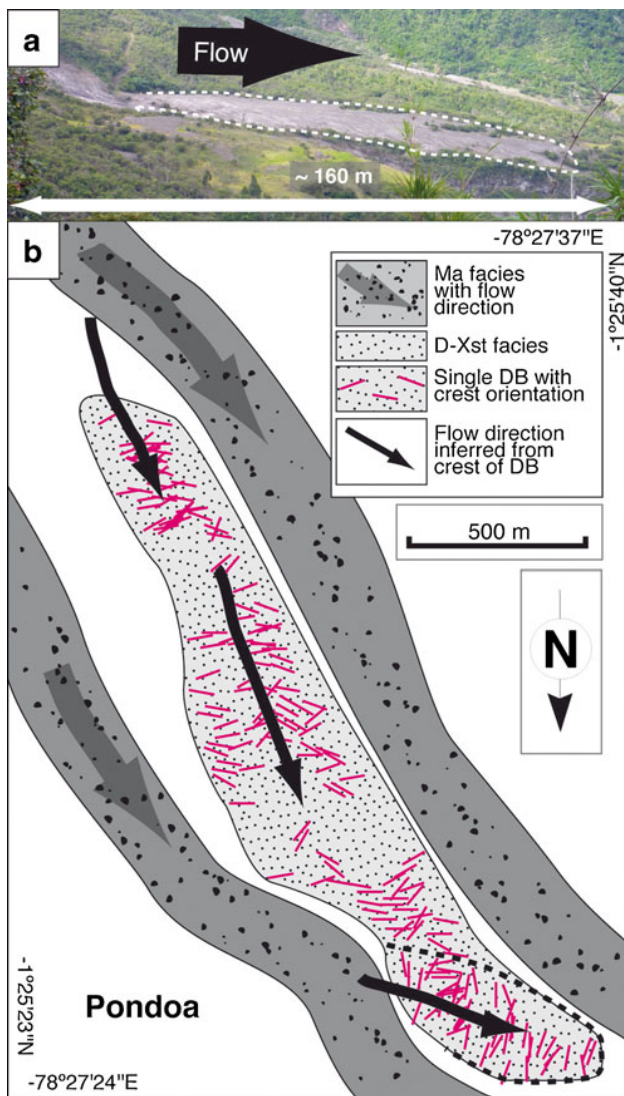 a
Flow
~ 160 m
b
-78º27'37"E
-1º25'40"N
Ma facies
with flow
direction
D-Xst facies
Single DB with
crest orientation
Flow direction
inferred from
crest of DB
500 m
N
-1º25'23"N
Pondoa
-78º27'24"E